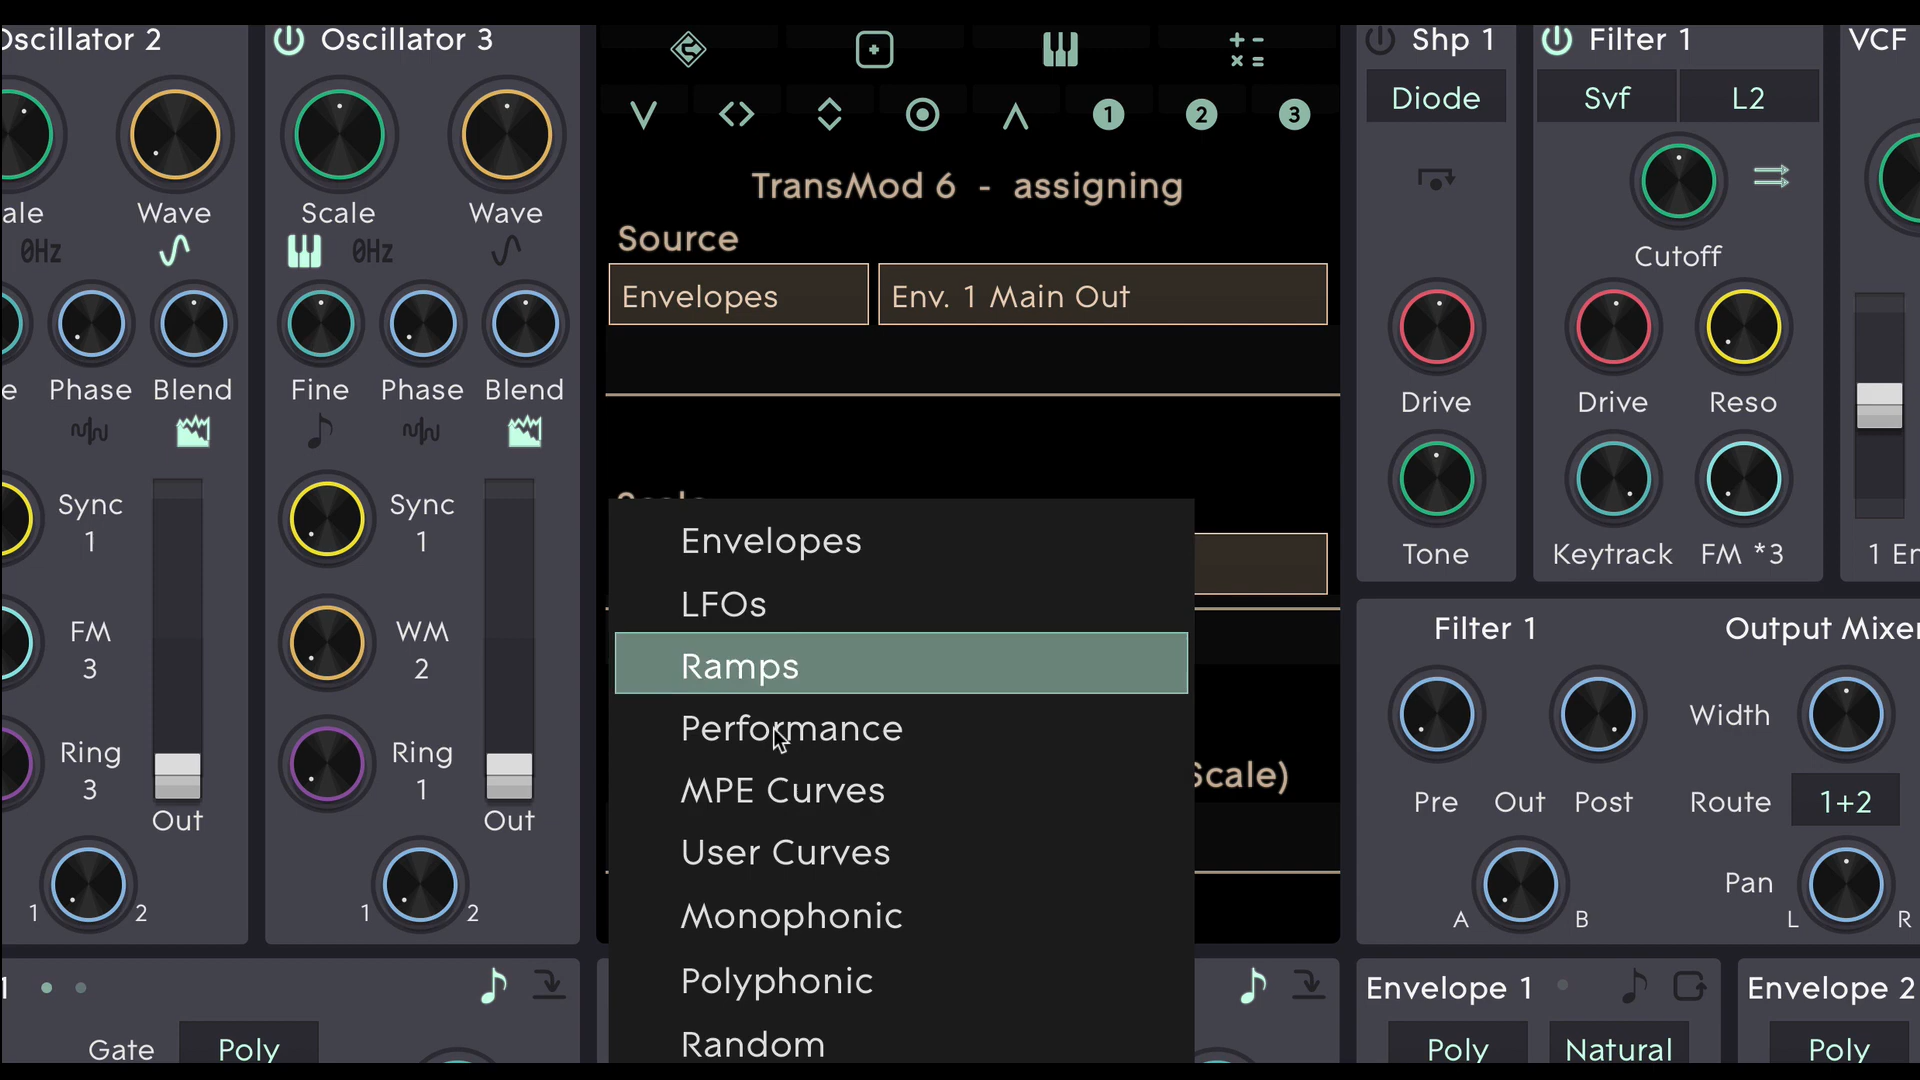 Oscillator 2
Oscillator 3
Shp 1
Filter 1
VCF
Diode
Svf
L2
TransMod 6 - assigning
Wave
Scale
Wave
Source
0Hz
0Hz
Cutoff
Envelopes
Env. 1 Main Out
Phase
Blend
Fine
Phase
Blend
Drive
Drive
Reso
Sync
1
Sync
1
Envelopes
Tone
Keytrack
FM *3
1 En
LFOs
FM
3
WM
2
Filter 1
Output Mixer
Ramps
Performance
Width
Ring
3
Ring
1
Scale)
MPE Curves
Pre
Out
Post
Route
1+2
Out
Out
User Curves
Pan
1
2
1
2
Monophonic
A
B
L
R
Polyphonic
1
Envelope 1
Envelope 2
Gate
Poly
Random
Poly
Natural
Poly